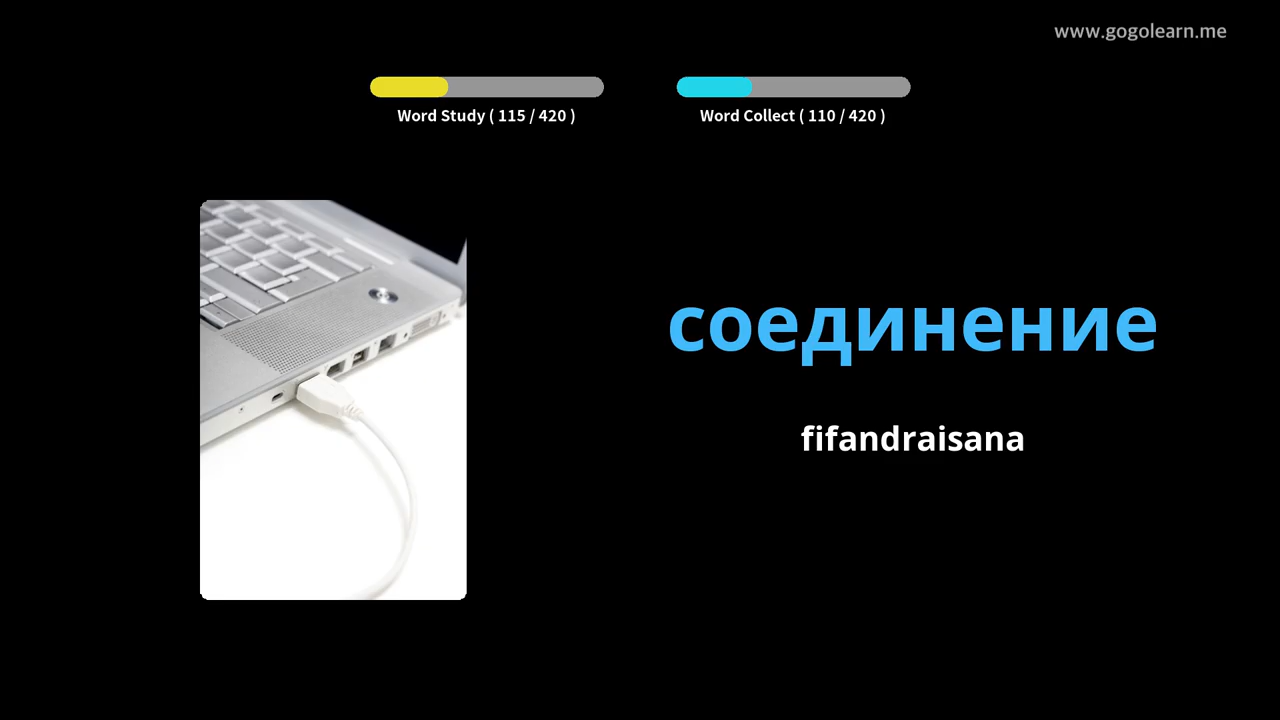 www.gogolearn.me
Word Study ( 115 / 420 )
Word Collect ( 110 / 420 )
соединение
fifandraisana